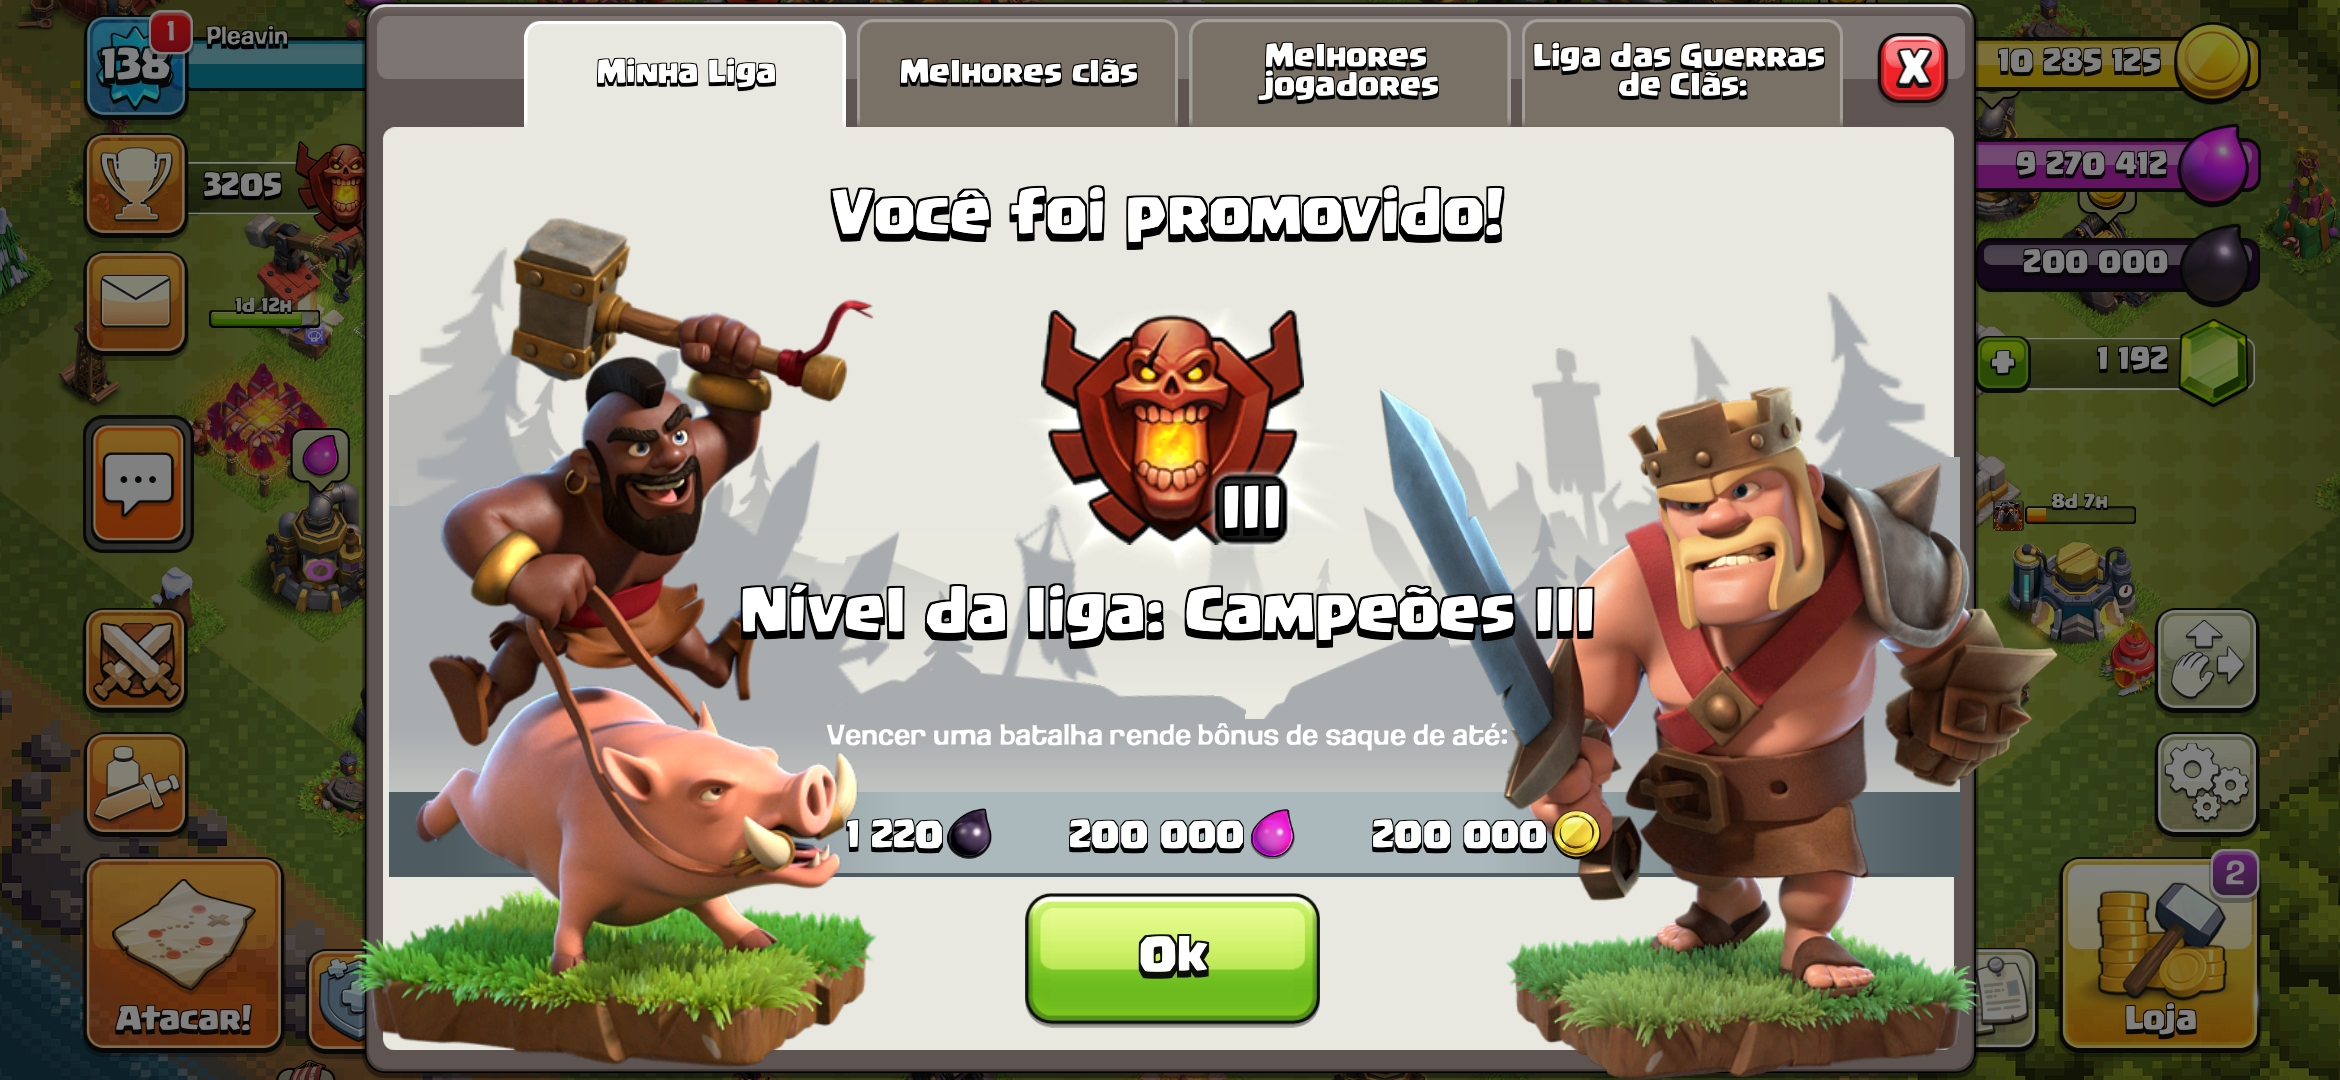 1
138
Pleavin
Minha Liga
Melhores clãs
Melhores
jogadores
Liga das Guerras
de Clãs:
X
10 285 125
3205
9 270 412
Você foi promovido!
200 000
1d 12h
1 192
III
8d 7h
Nível da liga: Campeões III
Vencer uma batalha rende bônus de saque de até:
1 220
200 000
200 000
2
Ok
Atacar!
Loja